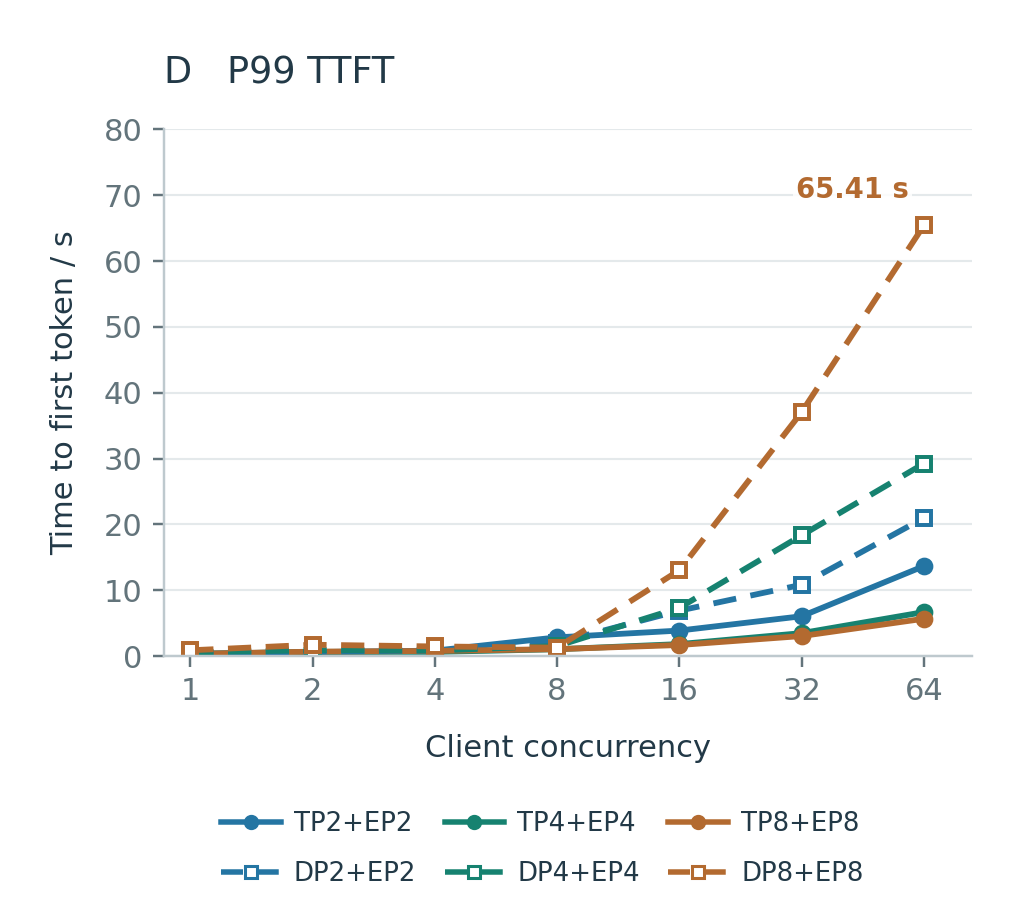 D P99 TTFT
80
70
60
50
40
30
20
10
0
Time to first token / s
65.41 s
1 2 4 8 16 32 64
Client concurrency
TP2+EP2 TP4+EP4 TP8+EP8
DP2+EP2 DP4+EP4 DP8+EP8